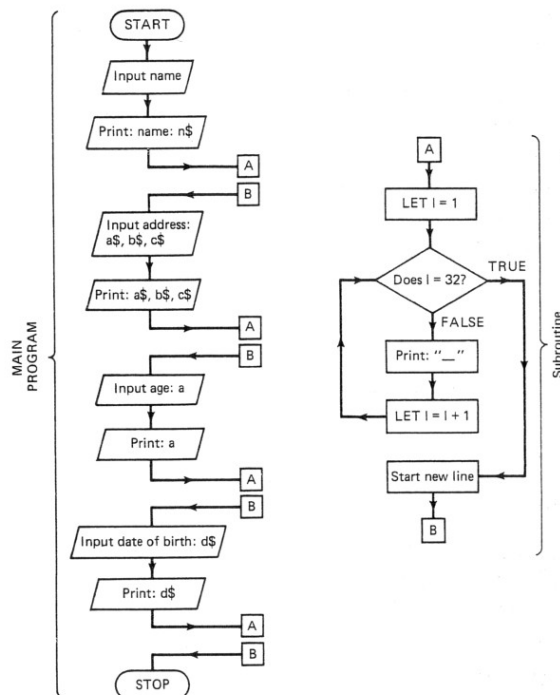 START
Input name
Print: name: n$
A
B
Input address:
a$, b$, c$
Print: a$, b$, c$
A
B
Input age: a
Print: a
A
B
Input date of birth: d$
Print: d$
A
B
STOP
MAIN
PROGRAM
A
LET I = 1
Does I = 32?
TRUE
FALSE
Print: "__"
LET I = I + 1
Start new line
B
Subroutine